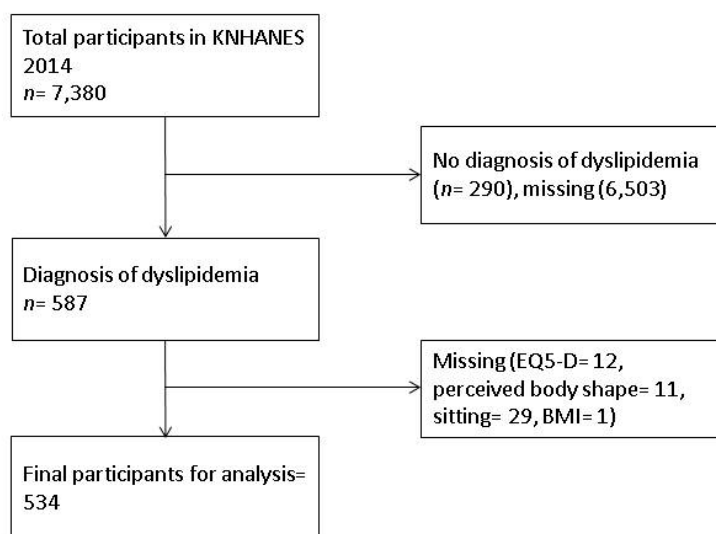 Total participants in KNHANES
2014
n= 7,380
No diagnosis of dyslipidemia
(n= 290), missing (6,503)
Diagnosis of dyslipidemia
n= 587
Missing (EQ5-D= 12,
perceived body shape= 11,
sitting= 29, BMI= 1)
Final participants for analysis=
534